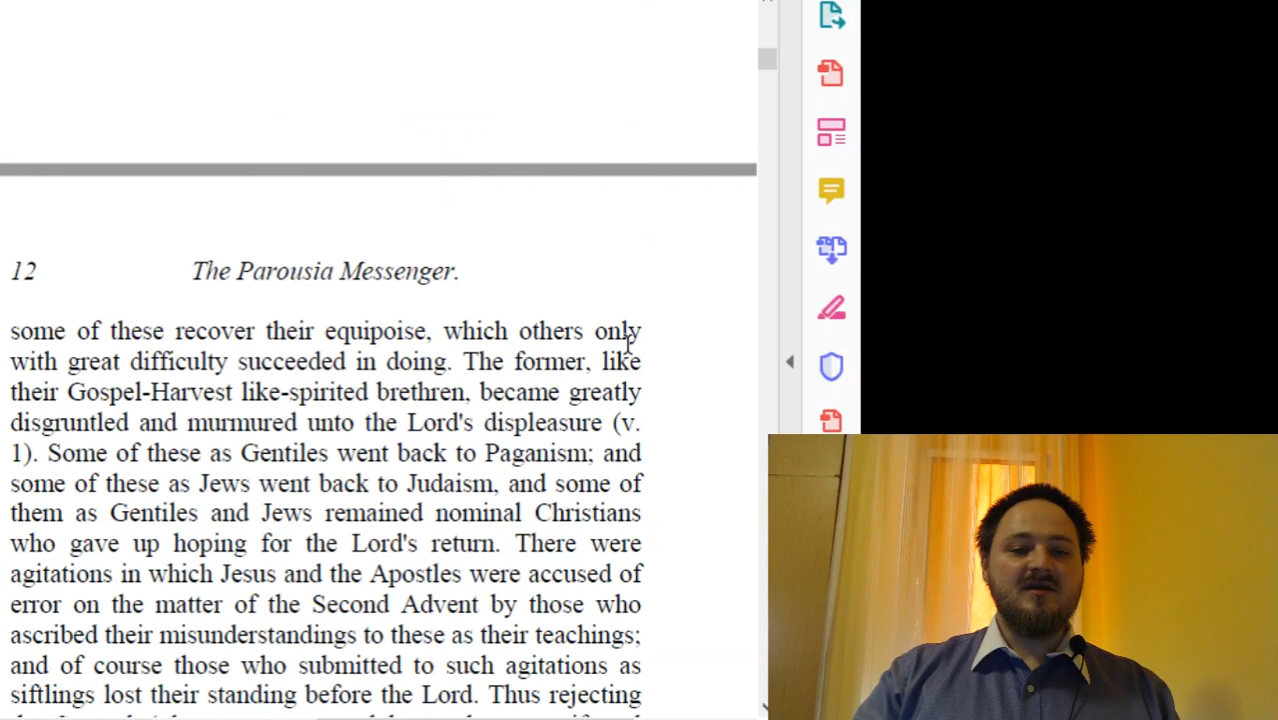 12 The Parousia Messenger.
some of these recover their equipoise, which others only
with great difficulty succeeded in doing. The former, like
their Gospel-Harvest like-spirited brethren, became greatly
disgruntled and murmured unto the Lord's displeasure (v.
1). Some of these as Gentiles went back to Paganism; and
some of these as Jews went back to Judaism, and some of
them as Gentiles and Jews remained nominal Christians
who gave up hoping for the Lord's return. There were
agitations in which Jesus and the Apostles were accused of
error on the matter of the Second Advent by those who
ascribed their misunderstandings to these as their teachings;
and of course those who submitted to such agitations as
siftlings lost their standing before the Lord. Thus rejecting